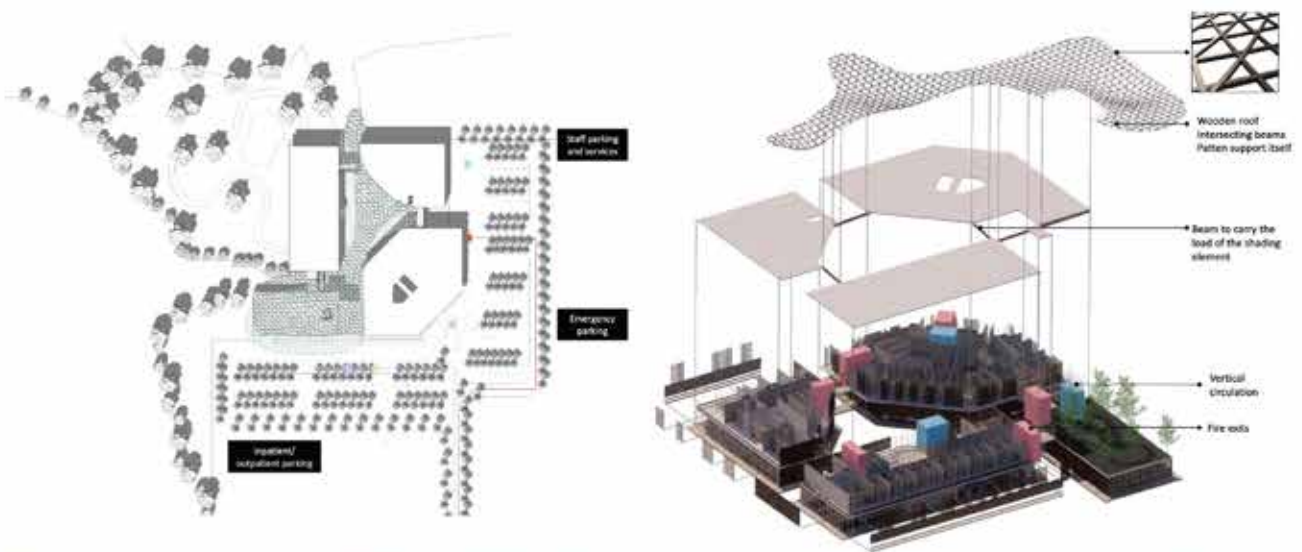 Staff parking
and services
Emergency
parking
Inpatient/
outpatient parking
Wooden roof
Intersecting beams
Patten support itself
Beam to carry the
load of the shading
element
Vertical
circulation
Fire exits